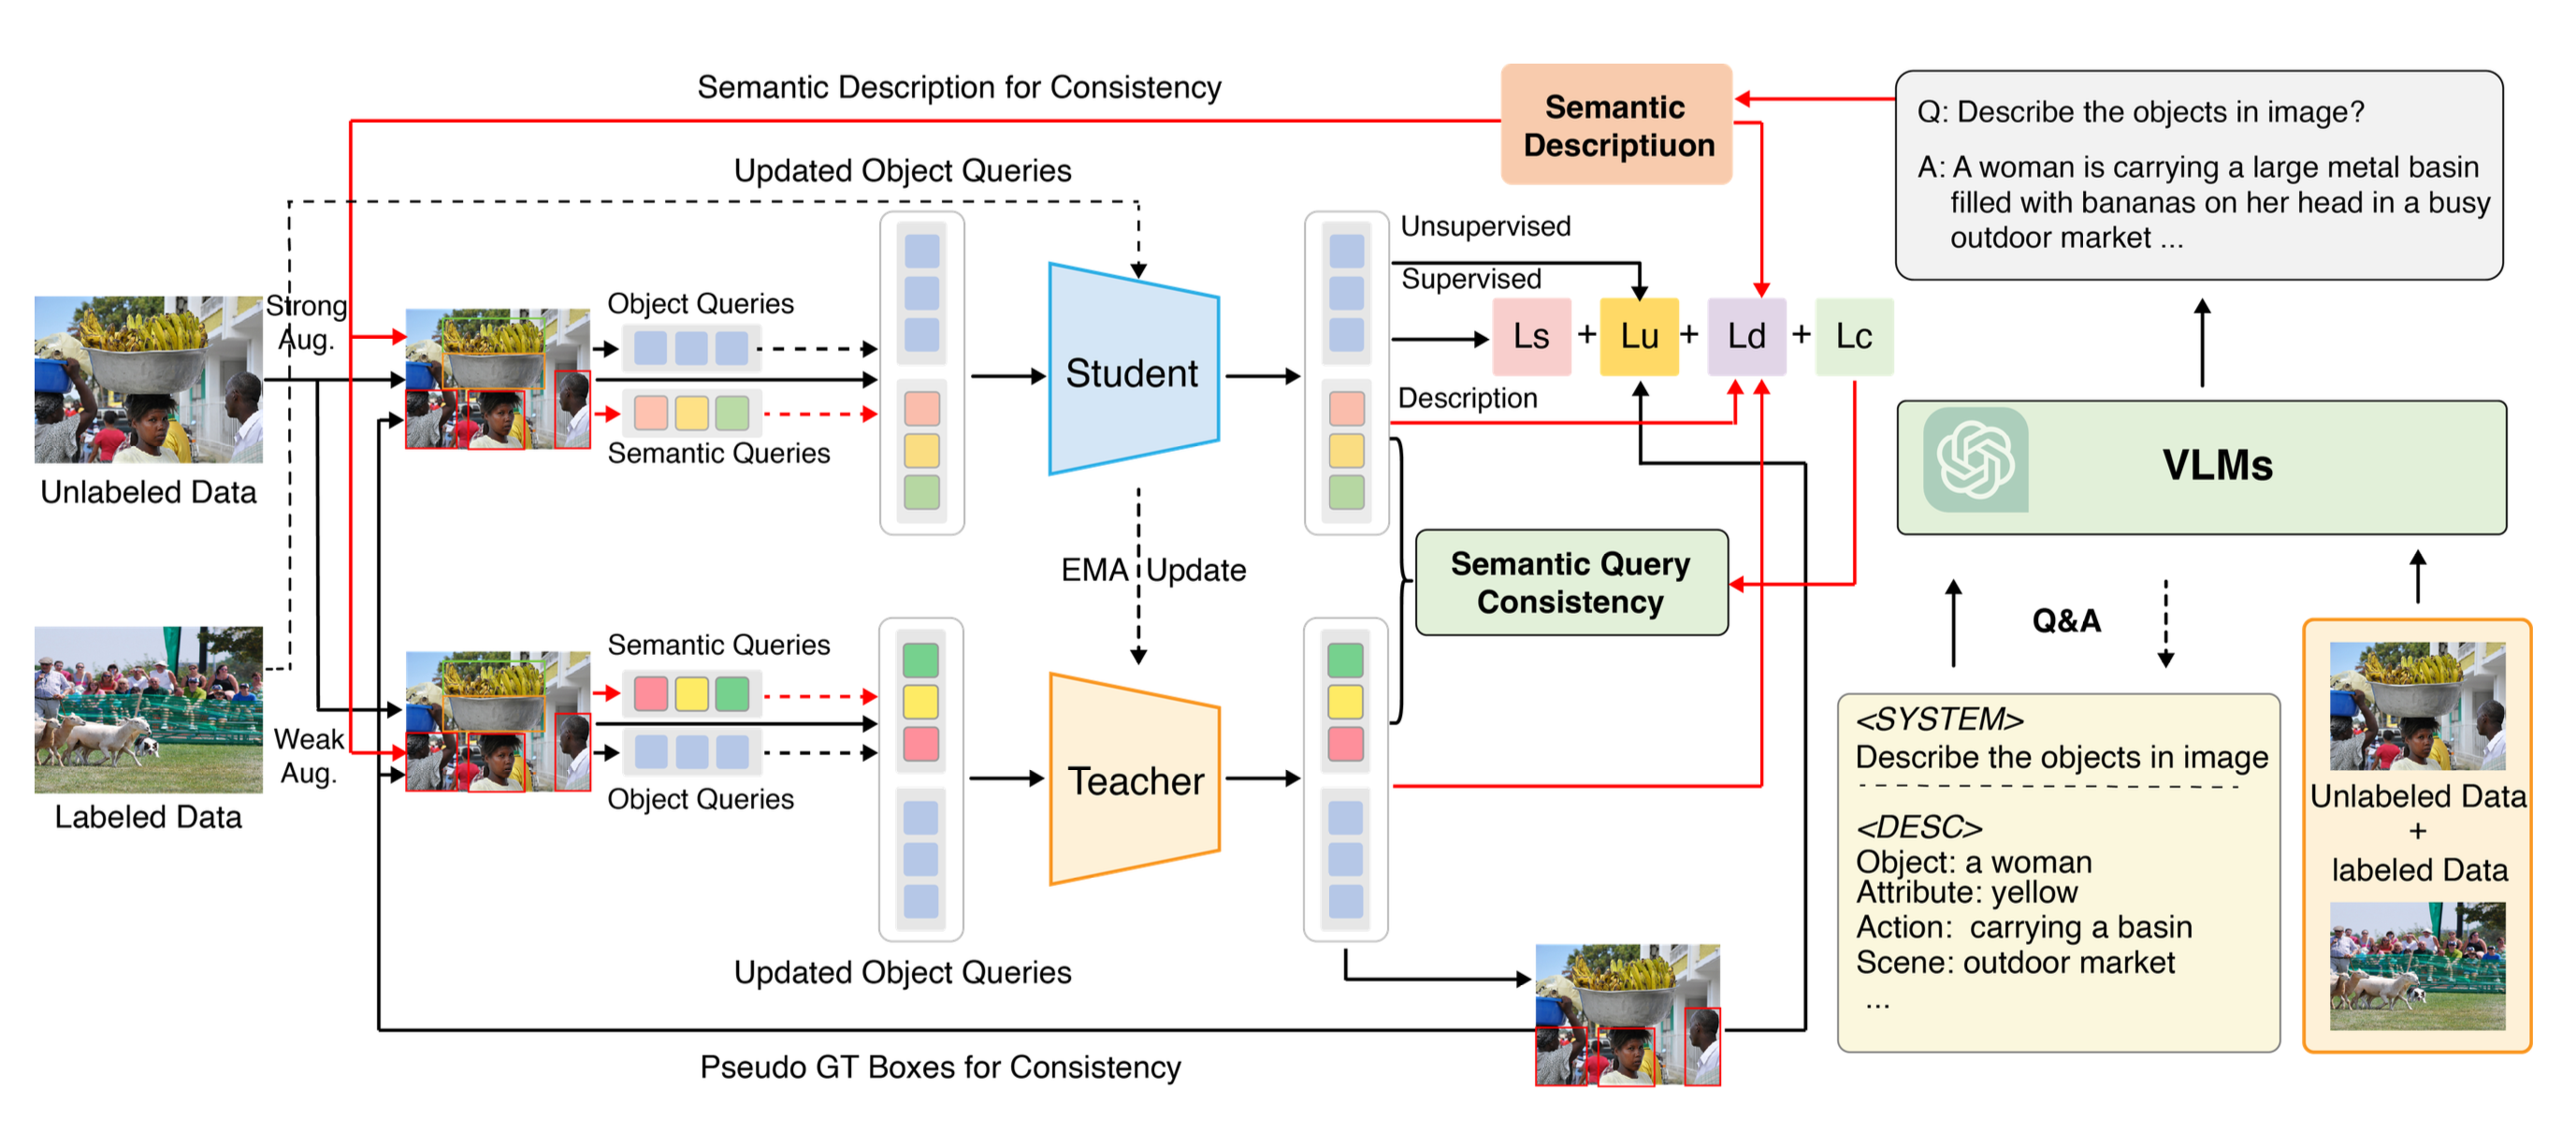 Semantic Description for Consistency
Updated Object Queries
Semantic
Descriptiuon
Q: Describe the objects in image?
A: A woman is carrying a large metal basin
filled with bananas on her head in a busy
outdoor market ...
Strong
Aug.
Unlabeled Data
Object Queries
Semantic Queries
Student
Unsupervised
Supervised
Ls + Lu + Ld + Lc
Description
VLMs
EMA Update
Semantic Query
Consistency
Q&A
Labeled Data
Weak
Aug.
Semantic Queries
Object Queries
Teacher
Updated Object Queries
Pseudo GT Boxes for Consistency
<SYSTEM>
Describe the objects in image
<DESC>
Object: a woman
Attribute: yellow
Action: carrying a basin
Scene: outdoor market
...
Unlabeled Data
+
labeled Data